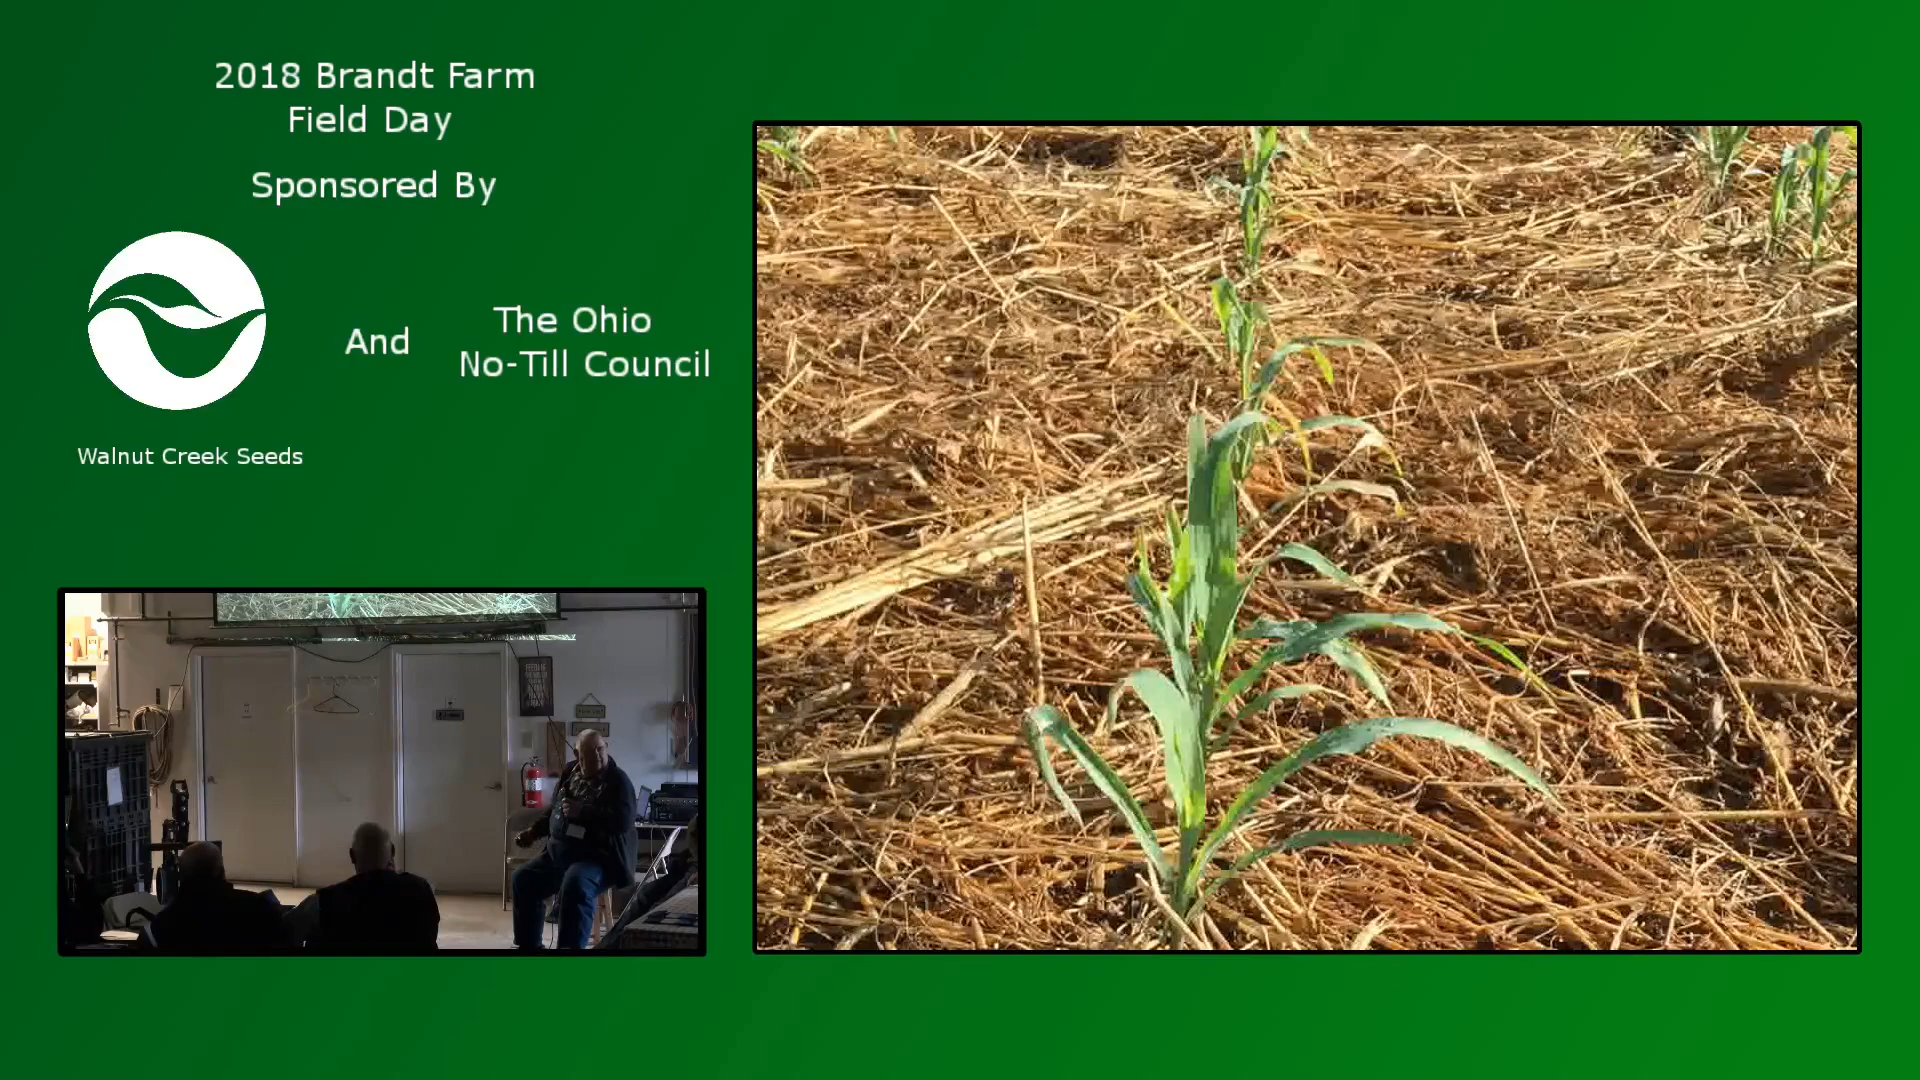 2018 Brandt Farm
Field Day
Sponsored By
And
The Ohio
No-Till Council
Walnut Creek Seeds